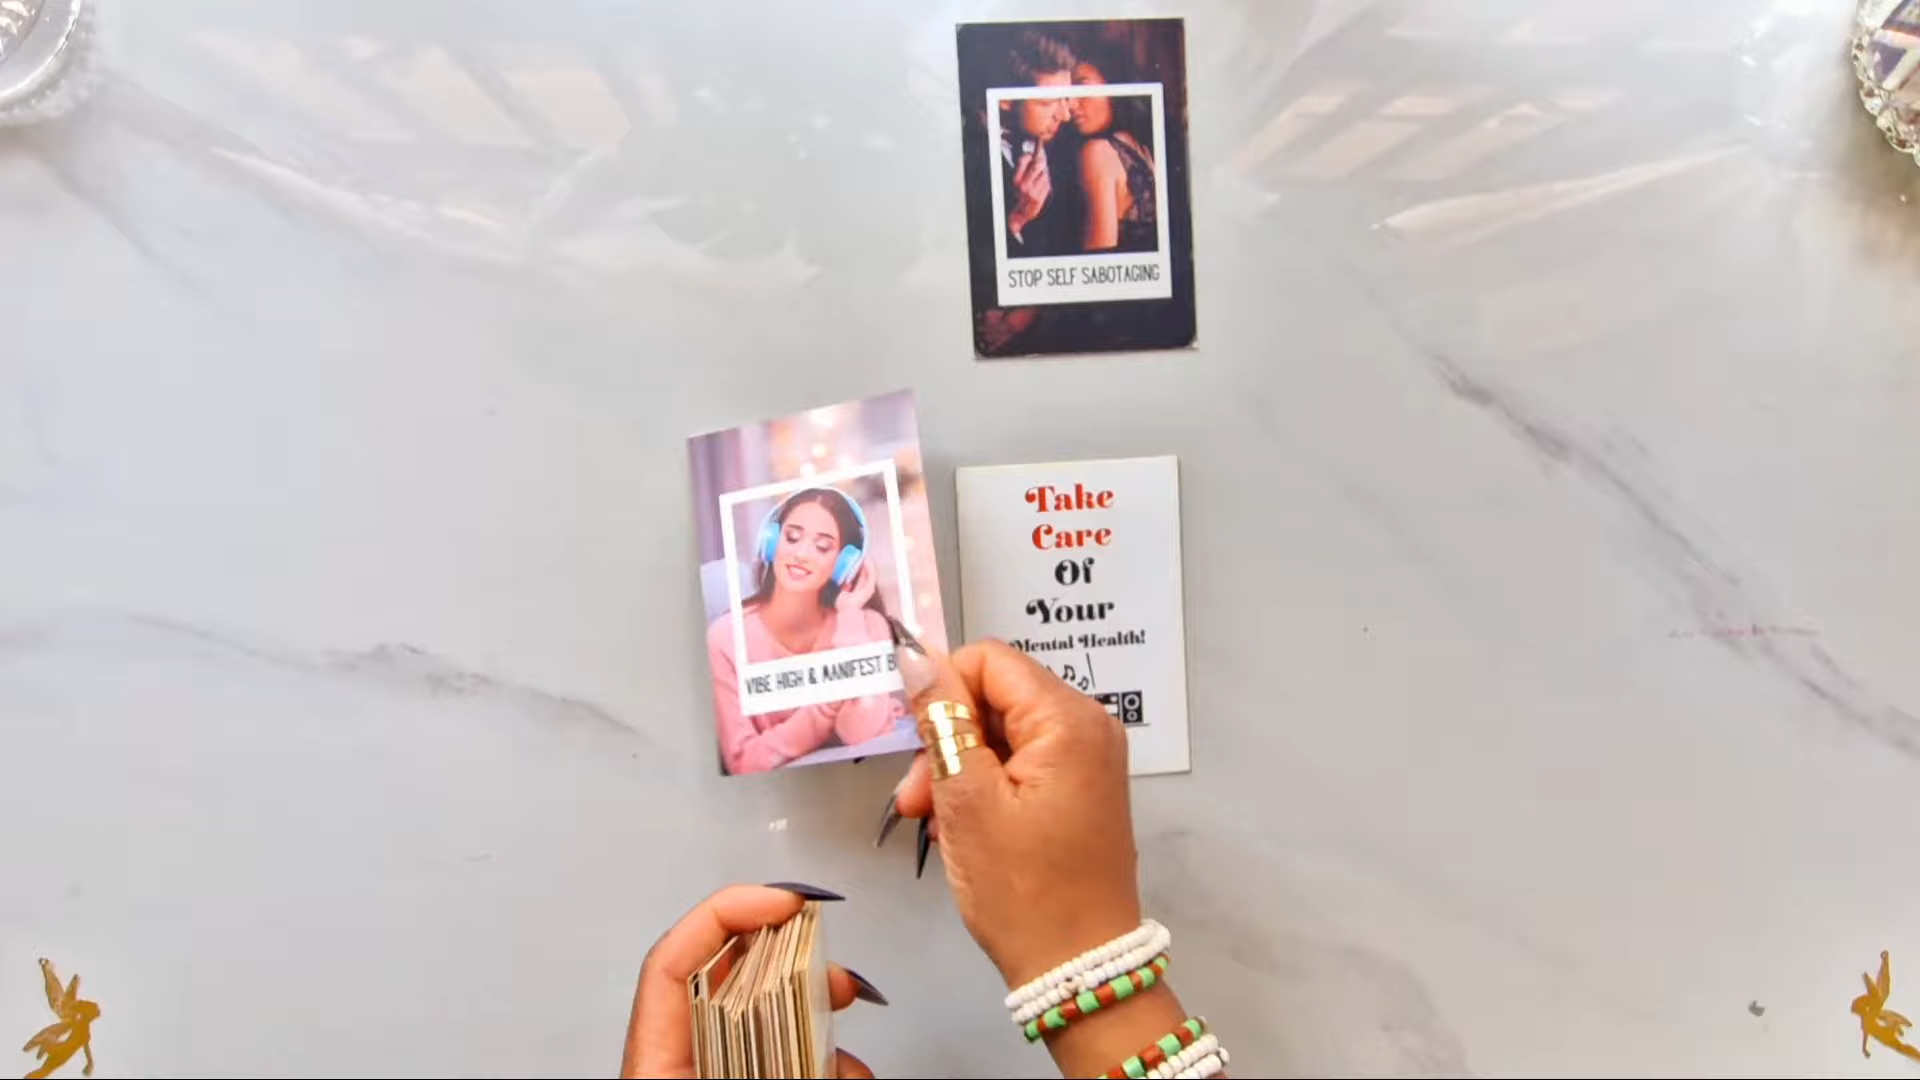 STOP SELF SABOTAGING
VIBE HIGH & MANIFEST
Take
Care
Of
Your
Mental Health!